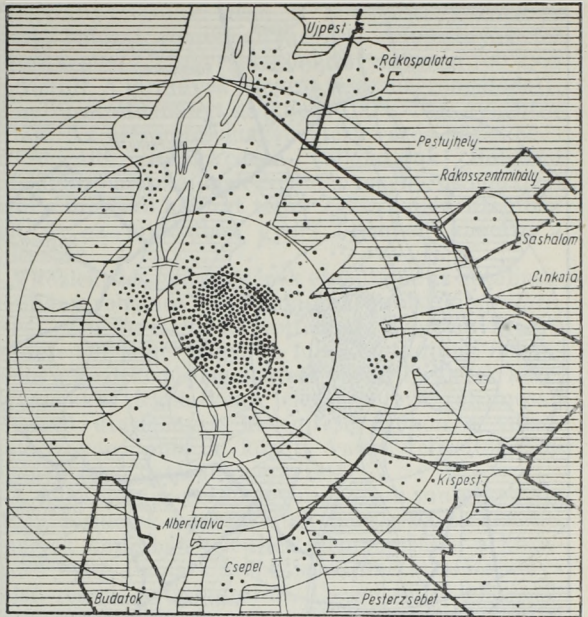 Ujpest
Rákospalota
Pestujhely
Rákosszentmihály
Sashalom
Cinkota
Kispest
Albertfalva
Csepel
Budafok
Pesterzsébet